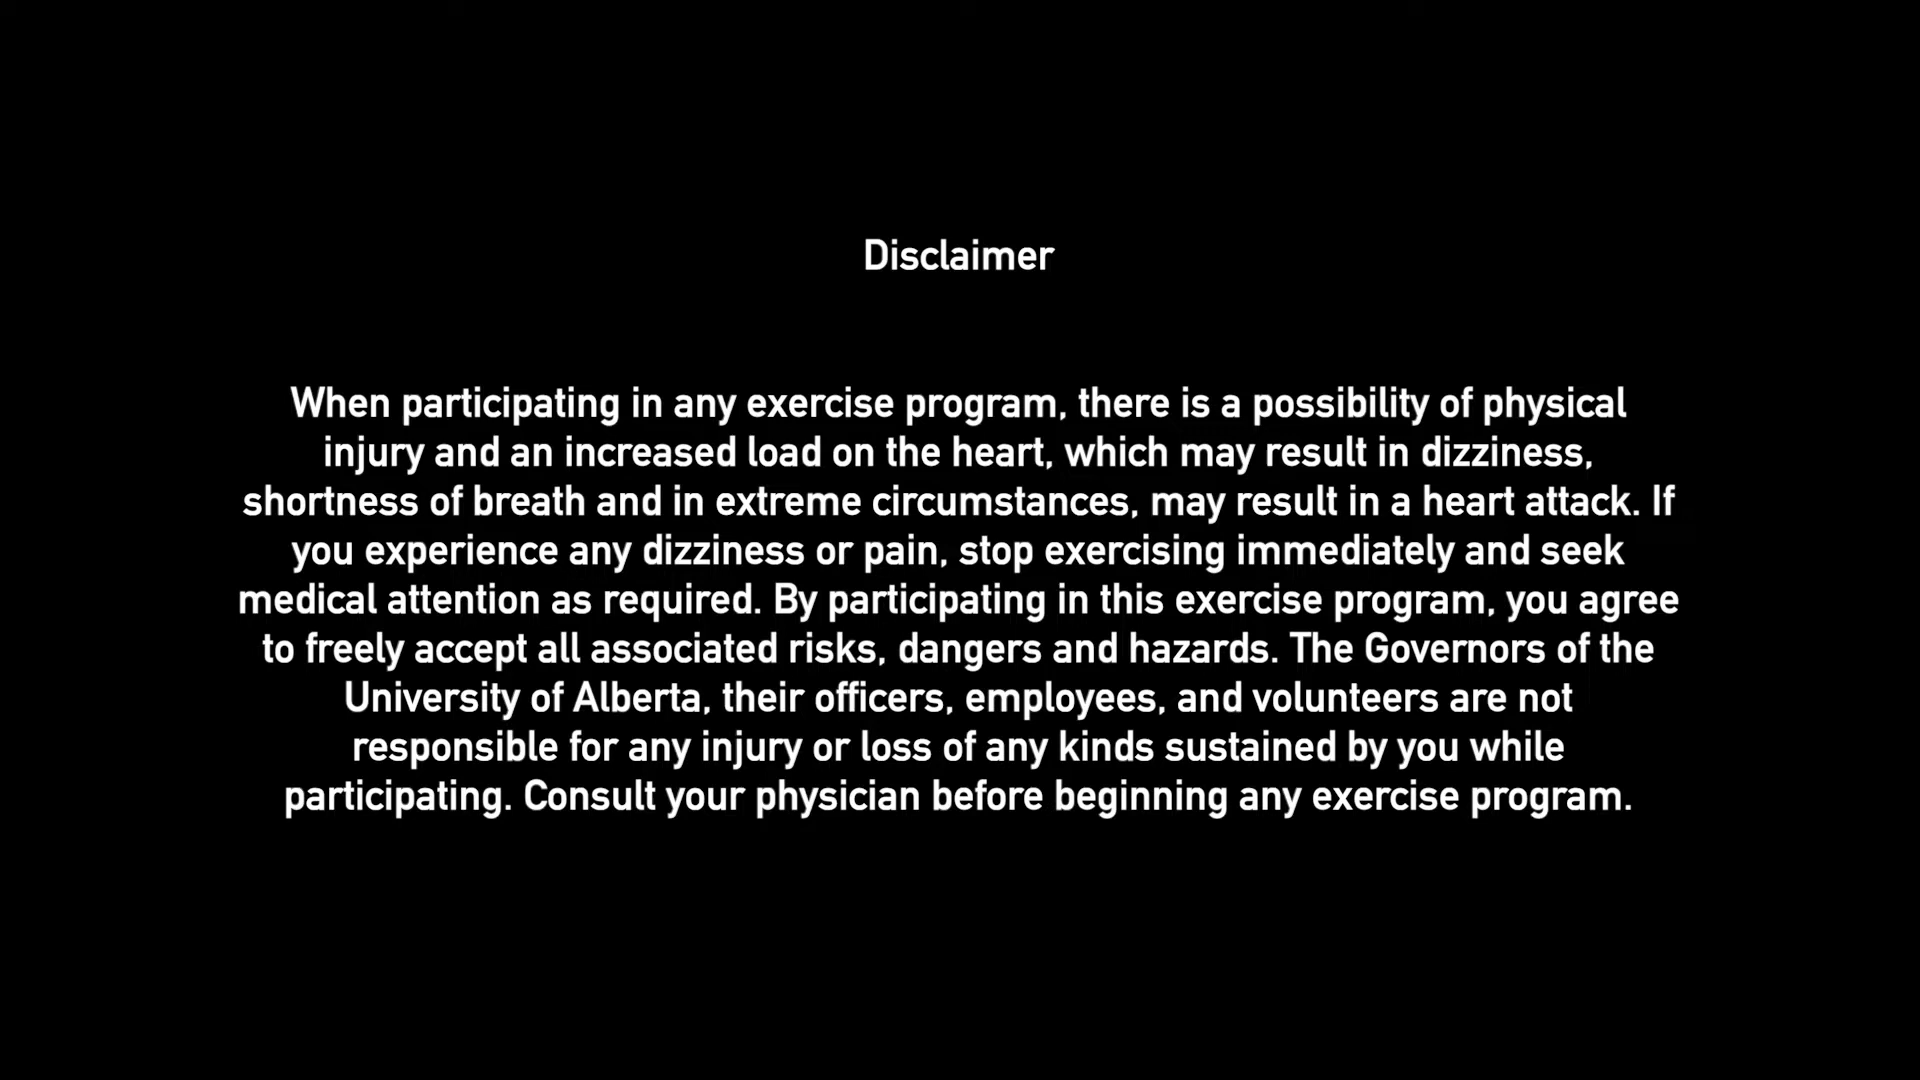 Disclaimer
When participating in any exercise program, there is a possibility of physical
injury and an increased load on the heart, which may result in dizziness,
shortness of breath and in extreme circumstances, may result in a heart attack. If
you experience any dizziness or pain, stop exercising immediately and seek
medical attention as required. By participating in this exercise program, you agree
to freely accept all associated risks, dangers and hazards. The Governors of the
University of Alberta, their officers, employees, and volunteers are not
responsible for any injury or loss of any kinds sustained by you while
participating. Consult your physician before beginning any exercise program.